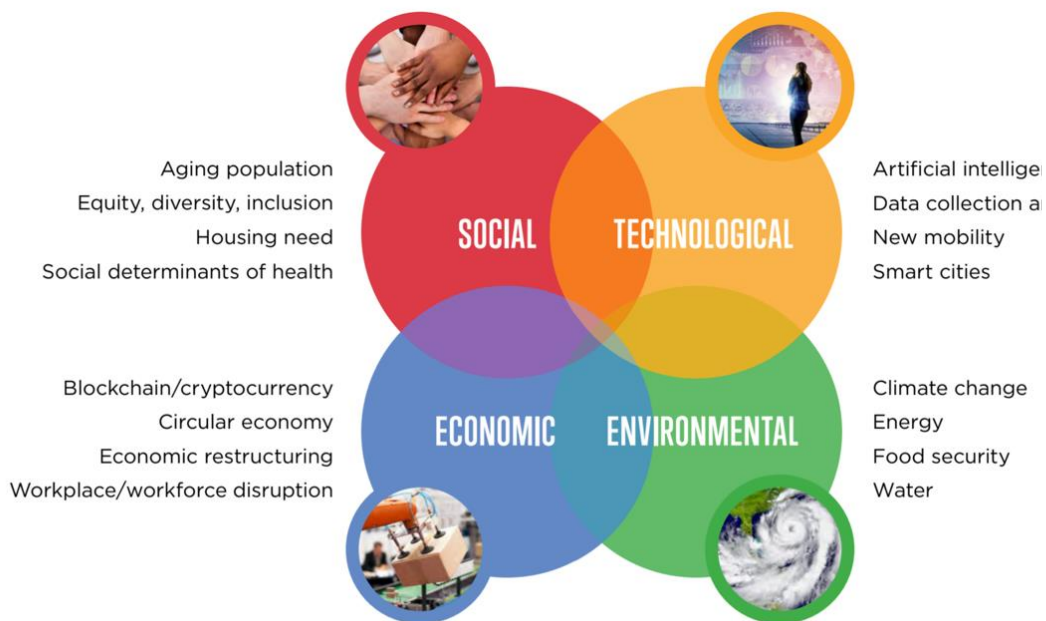 Aging population
Equity, diversity, inclusion
Housing need
Social determinants of health
SOCIAL
TECHNOLOGICAL
Artificial
Data collection
New mobility
Smart cities
Blockchain/cryptocurrency
Circular economy
Economic restructuring
Workplace/workforce disruption
ECONOMIC
ENVIRONMENTAL
Climate change
Energy
Food security
Water